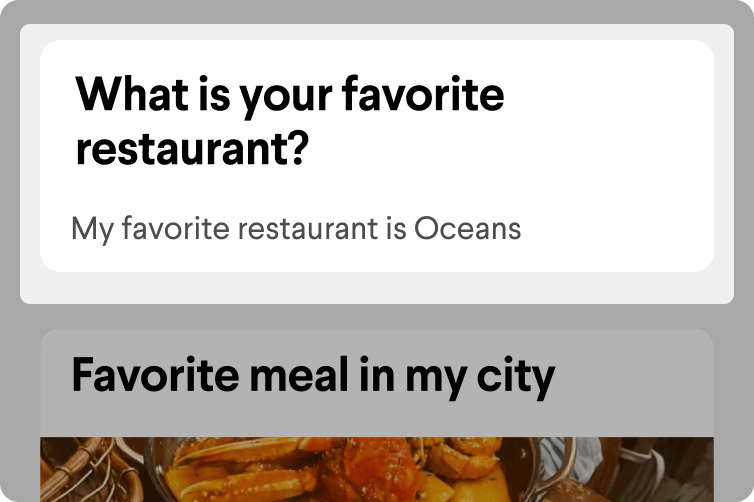 What is your favorite
restaurant?
My favorite restaurant is Oceans
Favorite meal in my city